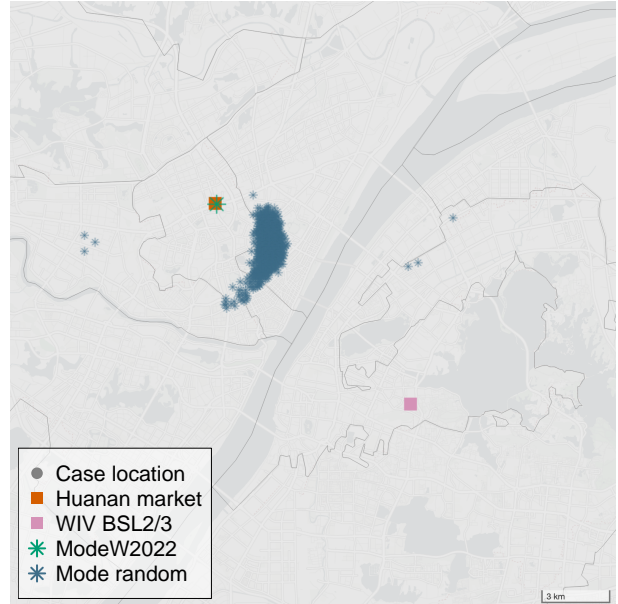 Case location
Huanan market
WIV BSL2/3
ModeW2022
Mode random
3 km